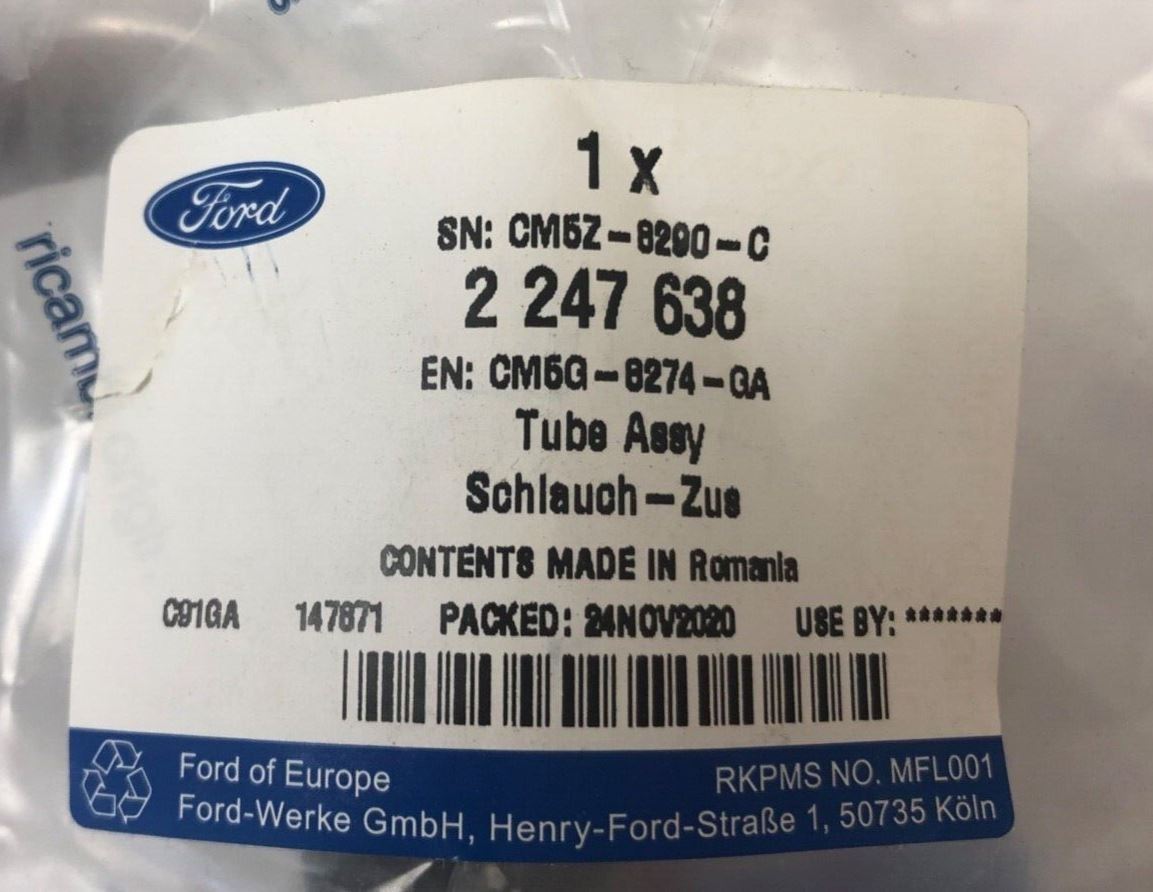 Ford
1 x
SN: CM5Z-8290-C
2 247 638
EN: CM5G-8274-GA
Tube Assy
Schlauch-Zus
CONTENTS MADE IN Romania
C91GA 147871 PACKED: 24NOV2020 USE BY: *******
Ford of Europe RKPMS NO. MFL001
Ford-Werke GmbH, Henry-Ford-Straße 1, 50735 Köln